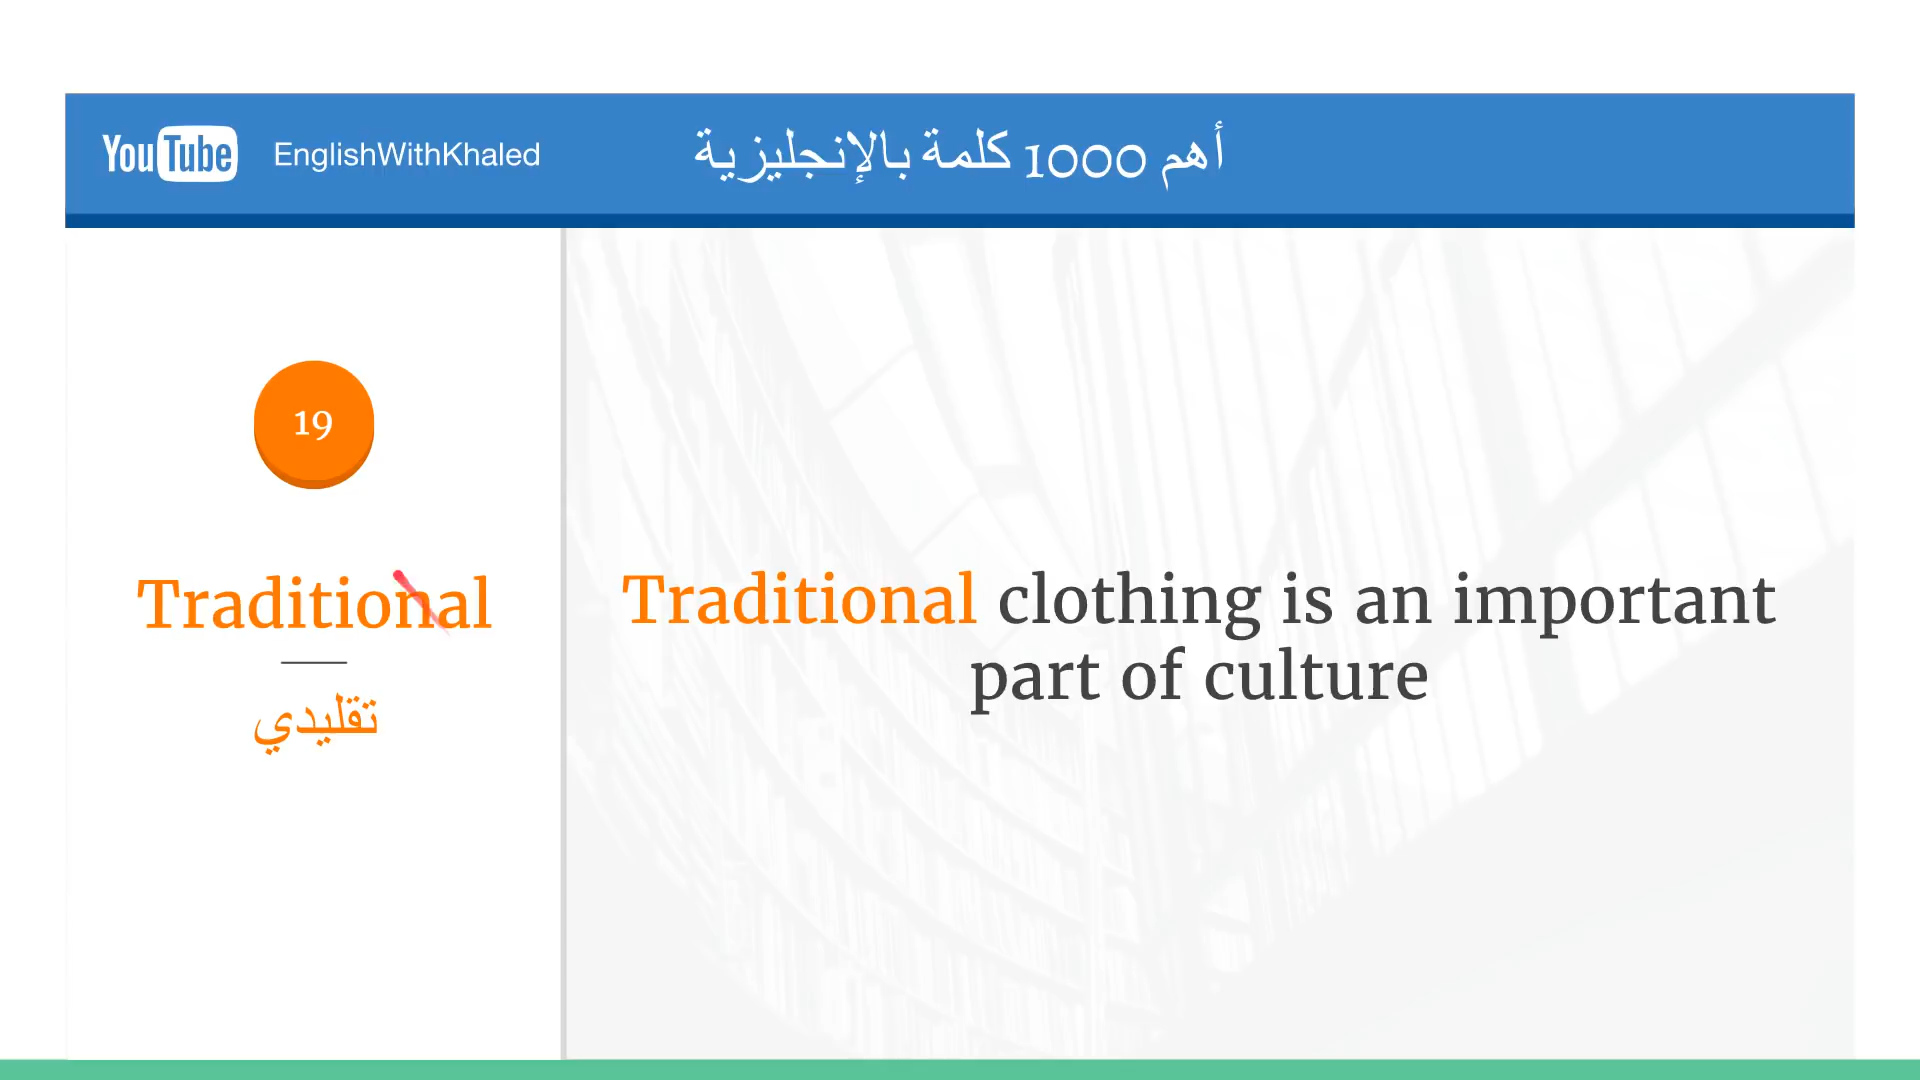 YouTube
EnglishWithKhaled
أهم 1000 كلمة بالإنجليزية
19
Traditional
تقليدي
Traditional clothing is an important
part of culture